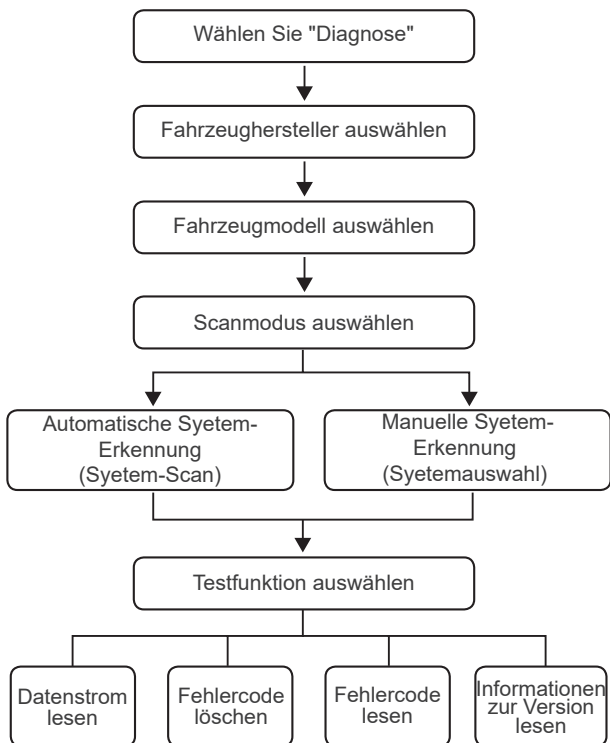 Wählen Sie "Diagnose"
Fahrzeughersteller auswählen
Fahrzeugmodell auswählen
Scanmodus auswählen
Automatische Syetem-
Erkennung
(Syetem-Scan)
Manuelle Syetem-
Erkennung
(Syetemauswahl)
Testfunktion auswählen
Datenstrom
lesen
Fehlercode
löschen
Fehlercode
lesen
Informationen
zur Version
lesen